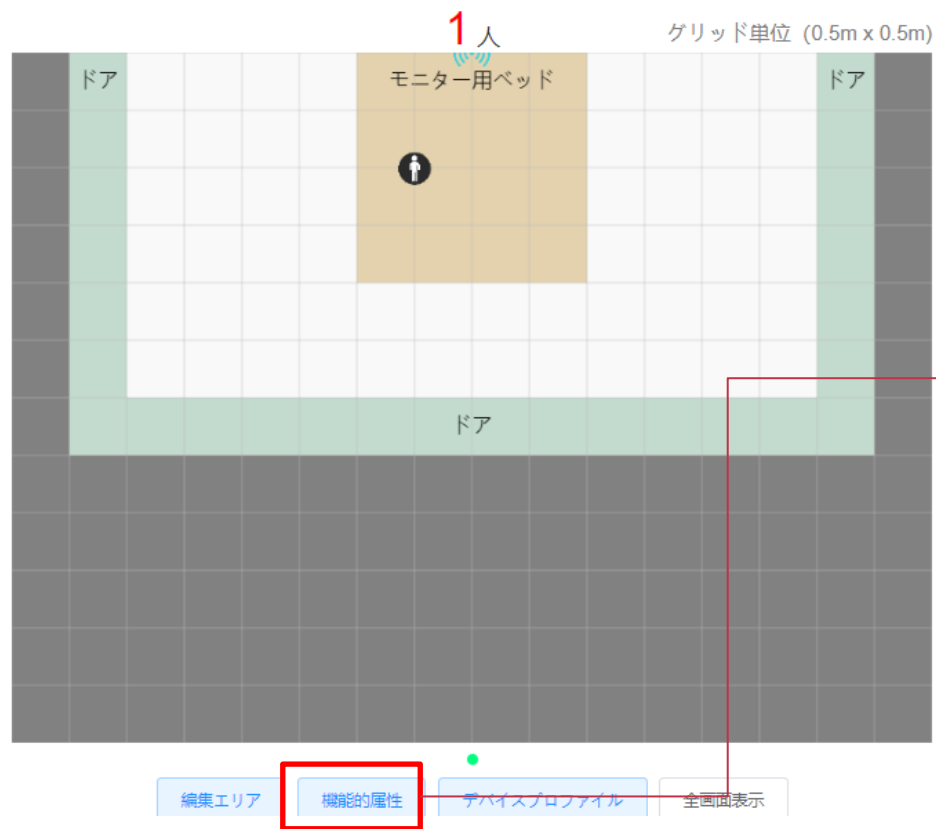 1 人
グリッド単位 (0.5m x 0.5m)
ドア
モニター用ベッド
ドア
ドア
編集エリア
機能的属性
デバイスプロファイル
全画面表示